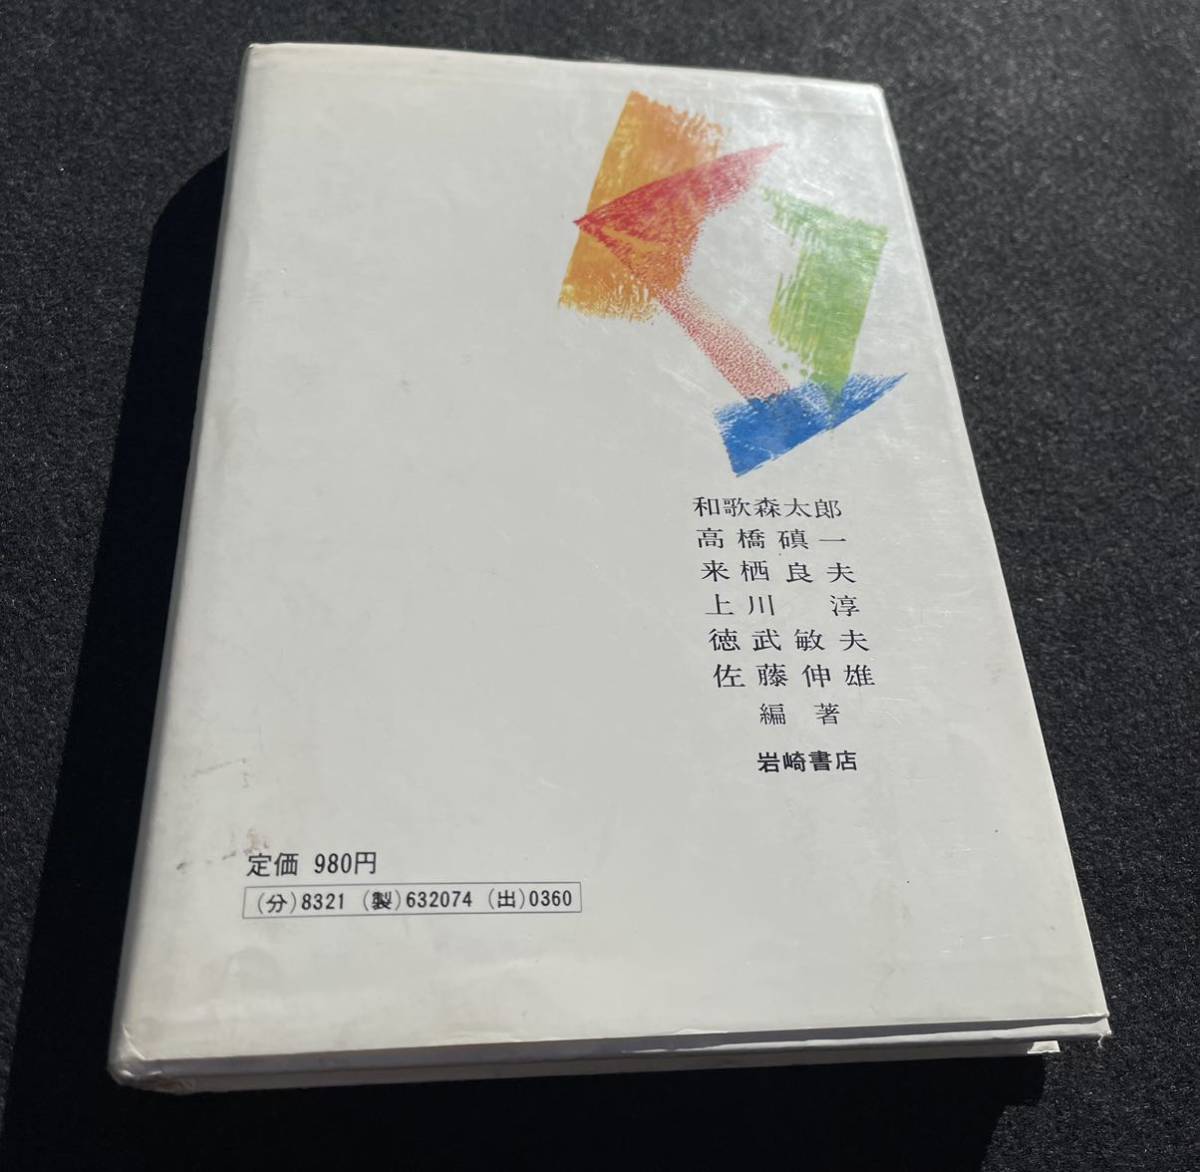 和歌森太郎
高橋磌一
来栖良夫
上川 淳
徳武敏夫
佐藤伸雄
編 著
岩崎書店
定価 980円
(分)8321 (製)632074 (出)0360